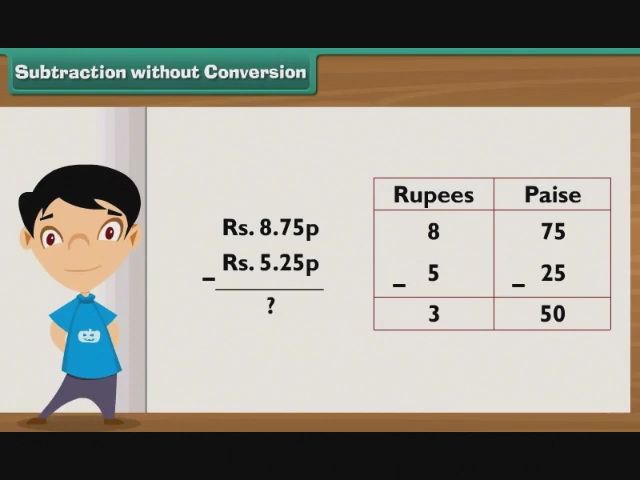 Subtraction without Conversion
Rs. 8.75p
– Rs. 5.25p
?
Rupees Paise
8 75
– 5 – 25
3 50